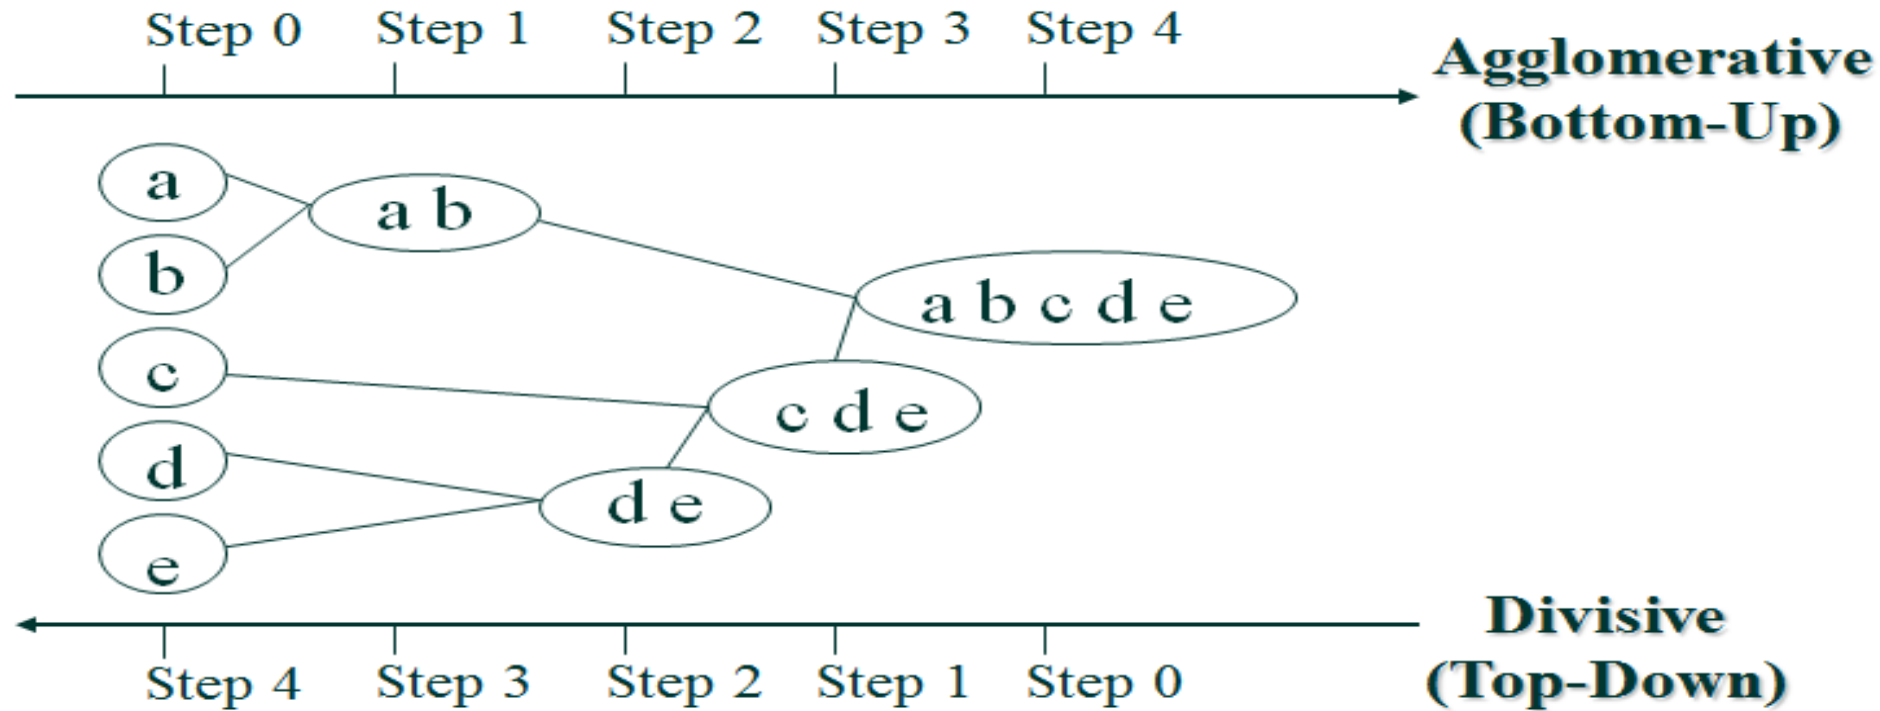 Step 0 Step 1 Step 2 Step 3 Step 4
Agglomerative
(Bottom-Up)
a
a b
b
a b c d e
c
c d e
d
d e
e
Divisive
(Top-Down)
Step 4 Step 3 Step 2 Step 1 Step 0